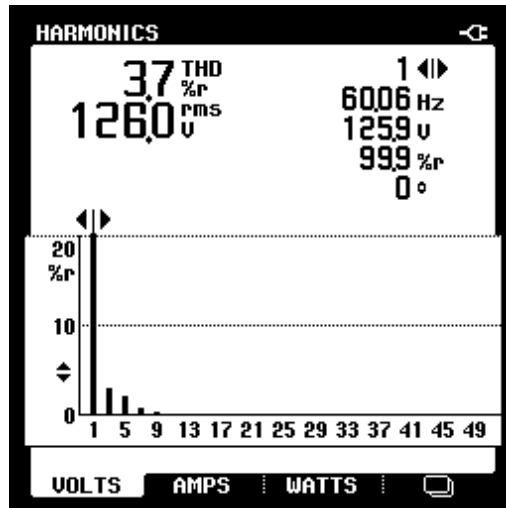 HARMONICS
3.7 THD %r
126.0 rms V
1
60.06 Hz
125.9 V
99.9 %r
0 °
20
%r
10
0
1 5 9 13 17 21 25 29 33 37 41 45 49
VOLTS AMPS WATTS